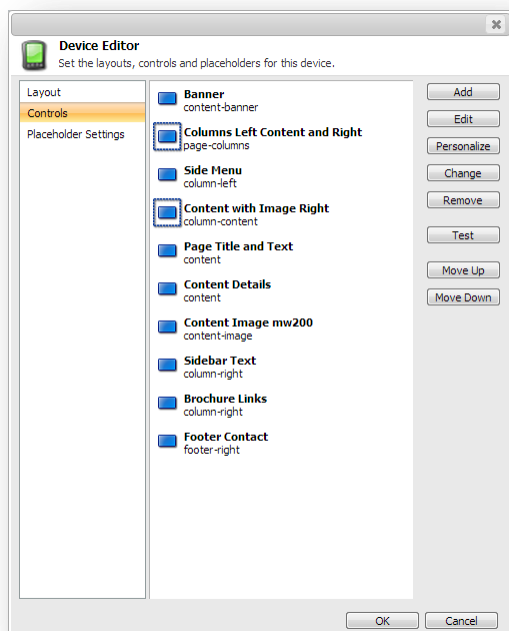 Device Editor
Set the layouts, controls and placeholders for this device.
Layout
Controls
Placeholder Settings
Banner
content-banner
Columns Left Content and Right
page-columns
Side Menu
column-left
Content with Image Right
column-content
Page Title and Text
content
Content Details
content
Content Image mw200
content-image
Sidebar Text
column-right
Brochure Links
column-right
Footer Contact
footer-right
Add
Edit
Personalize
Change
Remove
Test
Move Up
Move Down
OK
Cancel